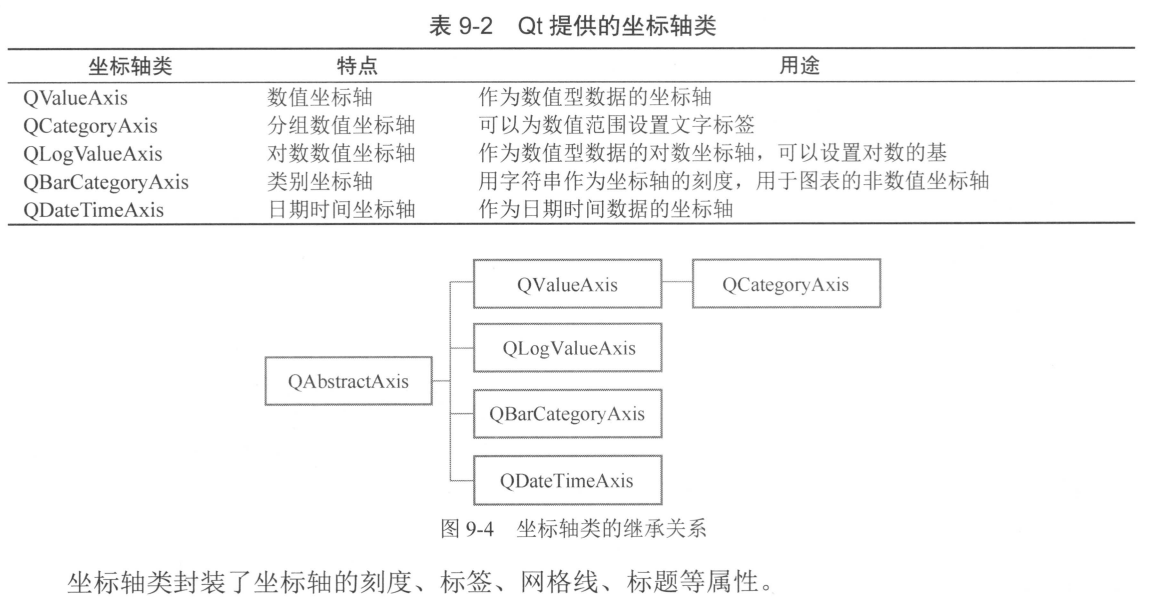 表 9-2 Qt 提供的坐标轴类
坐标轴类 特点 用途
QValueAxis 数值坐标轴 作为数值型数据的坐标轴
QCategoryAxis 分组数值坐标轴 可以为数值范围设置文字标签
QLogValueAxis 对数数值坐标轴 作为数值型数据的对数坐标轴，可以设置对数的基
QBarCategoryAxis 类别坐标轴 用字符串作为坐标轴的刻度，用于图表的非数值坐标轴
QDateTimeAxis 日期时间坐标轴 作为日期时间数据的坐标轴
QValueAxis QCategoryAxis
QLogValueAxis
QAbstractAxis
QBarCategoryAxis
QDateTimeAxis
图 9-4 坐标轴类的继承关系
坐标轴类封装了坐标轴的刻度、标签、网格线、标题等属性。